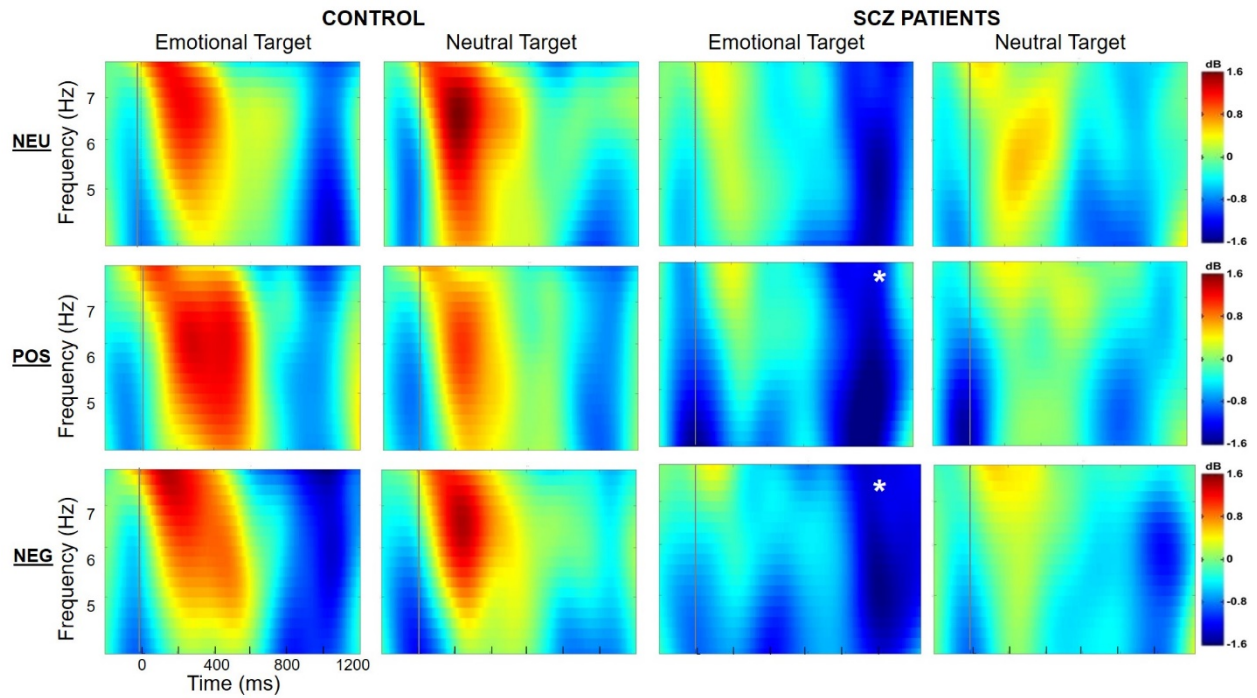 CONTROL SCZ PATIENTS
Emotional Target Neutral Target Emotional Target Neutral Target
NEU
Frequency (Hz)
7
6
5
dB
1.6
0.8
0
-0.8
-1.6
POS
Frequency (Hz)
7
6
5
*
dB
1.6
0.8
0
-0.8
-1.6
NEG
Frequency (Hz)
7
6
5
*
dB
1.6
0.8
0
-0.8
-1.6
0 400 800 1200
Time (ms)